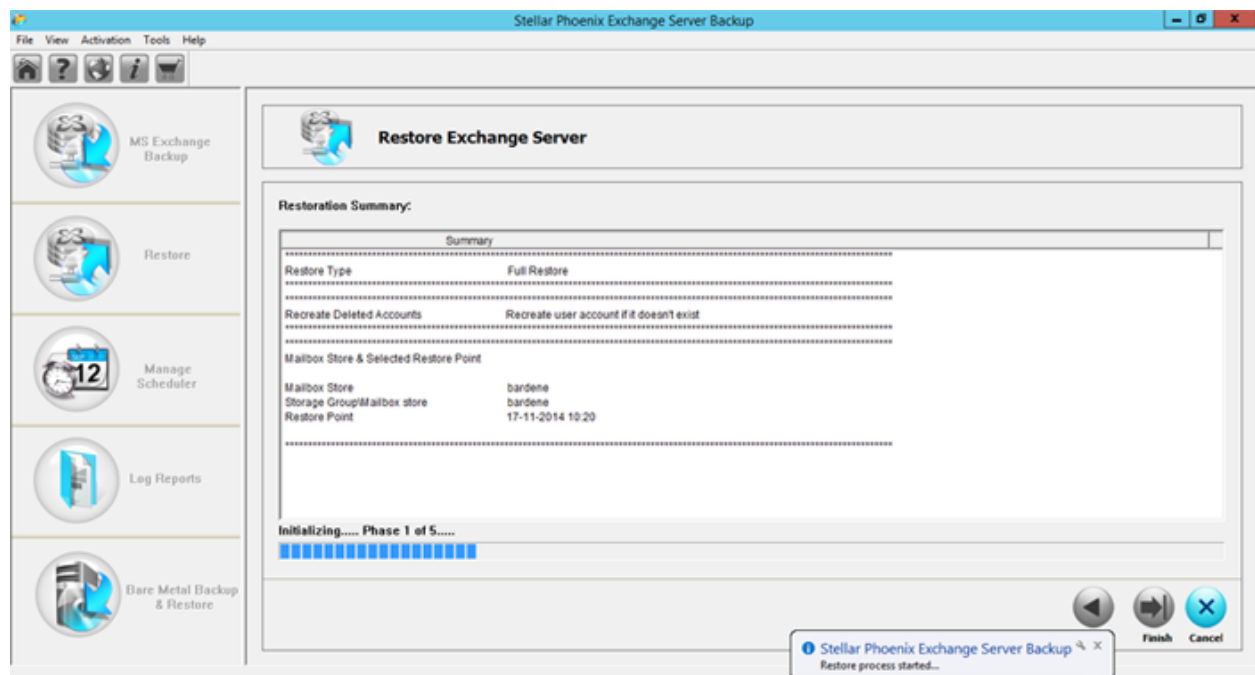 Stellar Phoenix Exchange Server Backup
File View Activation Tools Help
MS Exchange
Backup
Restore
Manage
Scheduler
12
Log Reports
Bare Metal Backup
& Restore
Restore Exchange Server
Restoration Summary:
Summary
Restore Type Full Restore
Recreate Deleted Accounts Recreate user account if it doesn't exist
Mailbox Store & Selected Restore Point
Mailbox Store bardene
Storage Group\Mailbox store bardene
Restore Point 17-11-2014 10:20
Initializing..... Phase 1 of 5.....
Finish Cancel
Stellar Phoenix Exchange Server Backup
Restore process started...